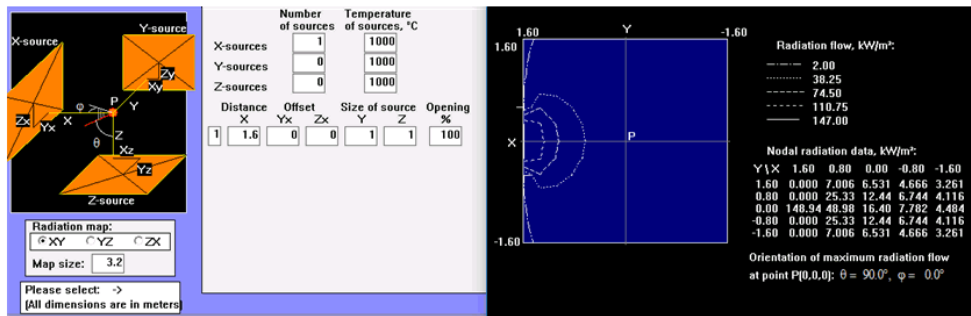 X-source
Y-source
Zy
Xy
P
Y
φ
Zx
Yx
X
Z
θ
Xz
Yz
Z-source
Number of sources
Temperature of sources, °C
X-sources 1 1000
Y-sources 0 1000
Z-sources 0 1000
Distance Offset Size of source Opening
X Yx Zx Y Z %
1 1.6 0 0 1 1 100
Radiation map:
XY YZ ZX
Map size: 3.2
Please select: ->
(All dimensions are in meters)
1.60 Y -1.60
1.60
X
P
-1.60
Radiation flow, kW/m²:
2.00
38.25
74.50
110.75
147.00
Nodal radiation data, kW/m²:
Y\X 1.60 0.80 0.00 -0.80 -1.60
1.60 0.000 7.006 6.531 4.666 3.261
0.80 0.000 25.33 12.44 6.744 4.116
0.00 148.94 48.98 16.40 7.782 4.484
-0.80 0.000 25.33 12.44 6.744 4.116
-1.60 0.000 7.006 6.531 4.666 3.261
Orientation of maximum radiation flow
at point P(0,0,0): θ = 90.0°, φ = 0.0°